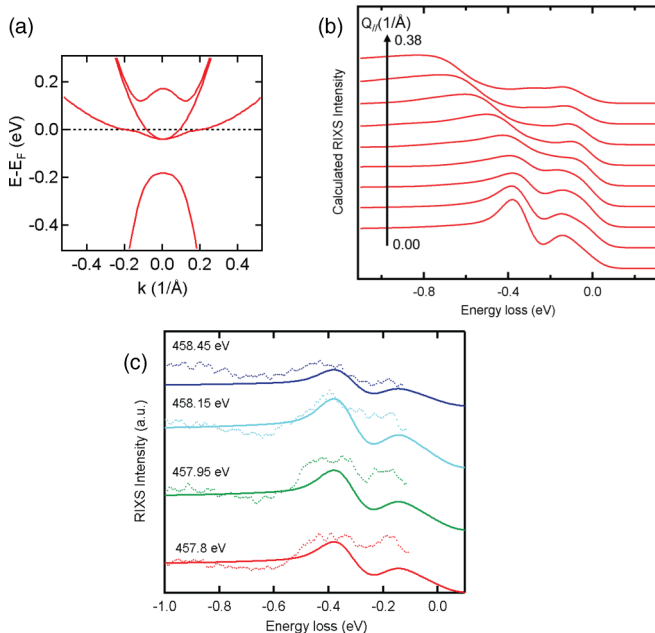 (a)
0.2
0.0
-0.2
-0.4
E-E_F (eV)
-0.4 -0.2 0.0 0.2 0.4
k (1/Å)
(b)
Q//(1/Å)
0.38
0.00
Calculated RIXS Intensity
-0.8 -0.4 0.0
Energy loss (eV)
(c)
458.45 eV
458.15 eV
457.95 eV
457.8 eV
RIXS Intensity (a.u.)
-1.0 -0.8 -0.6 -0.4 -0.2 0.0
Energy loss (eV)